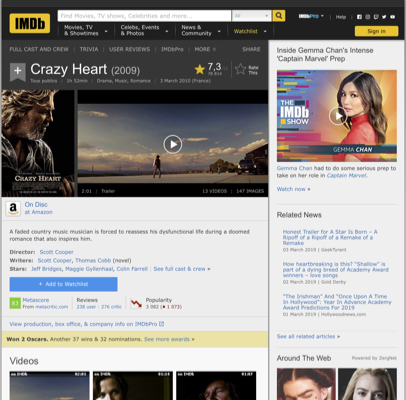 IMDb
Find Movies, TV shows, Celebrities and more...
All
IMDbPro
Help
Movies, TV
& Showtimes
Celebs, Events
& Photos
News &
Community
Watchlist
Sign in
FULL CAST AND CREW | TRIVIA | USER REVIEWS | IMDbPro | MORE
SHARE
Crazy Heart (2009)
Tous publics | 1h 52min | Drama, Music, Romance | 3 March 2010 (France)
7,3
Rate
This
CRAZY HEART
2:01 | Trailer
13 VIDEOS | 147 IMAGES
On Disc
at Amazon
A faded country music musician is forced to reassess his dysfunctional life during a doomed
romance that also inspires him.
Director: Scott Cooper
Writers: Scott Cooper, Thomas Cobb (novel)
Stars: Jeff Bridges, Maggie Gyllenhaal, Colin Farrell | See full cast & crew »
+ Add to Watchlist
83
Metascore
From metacritic.com
Reviews
238 user | 276 critic
Popularity
3 982
View production, box office, & company info on IMDbPro
Won 2 Oscars. Another 37 wins & 32 nominations. See more awards »
Videos
Inside Gemma Chan's Intense
'Captain Marvel' Prep
THE
IMDb
SHOW
GEMMA CHAN
Gemma Chan had to do some serious prep to
take on her role in Captain Marvel.
Watch now »
Related News
Honest Trailer for A Star Is Born – A
Ripoff of a Ripoff of a Remake of a
Remake
03 March 2019 | GeekTyrant
How heartbreaking is this? "Shallow" is
part of a dying breed of Academy Award
winners – love songs
02 March 2019 | Gold Derby
"The Irishman" And "Once Upon A Time
In Hollywood": Year In Advance Academy
Award Predictions For 2019
01 March 2019 | Hollywoodnews.com
See all related articles »
Around The Web
Powered by ZergNet